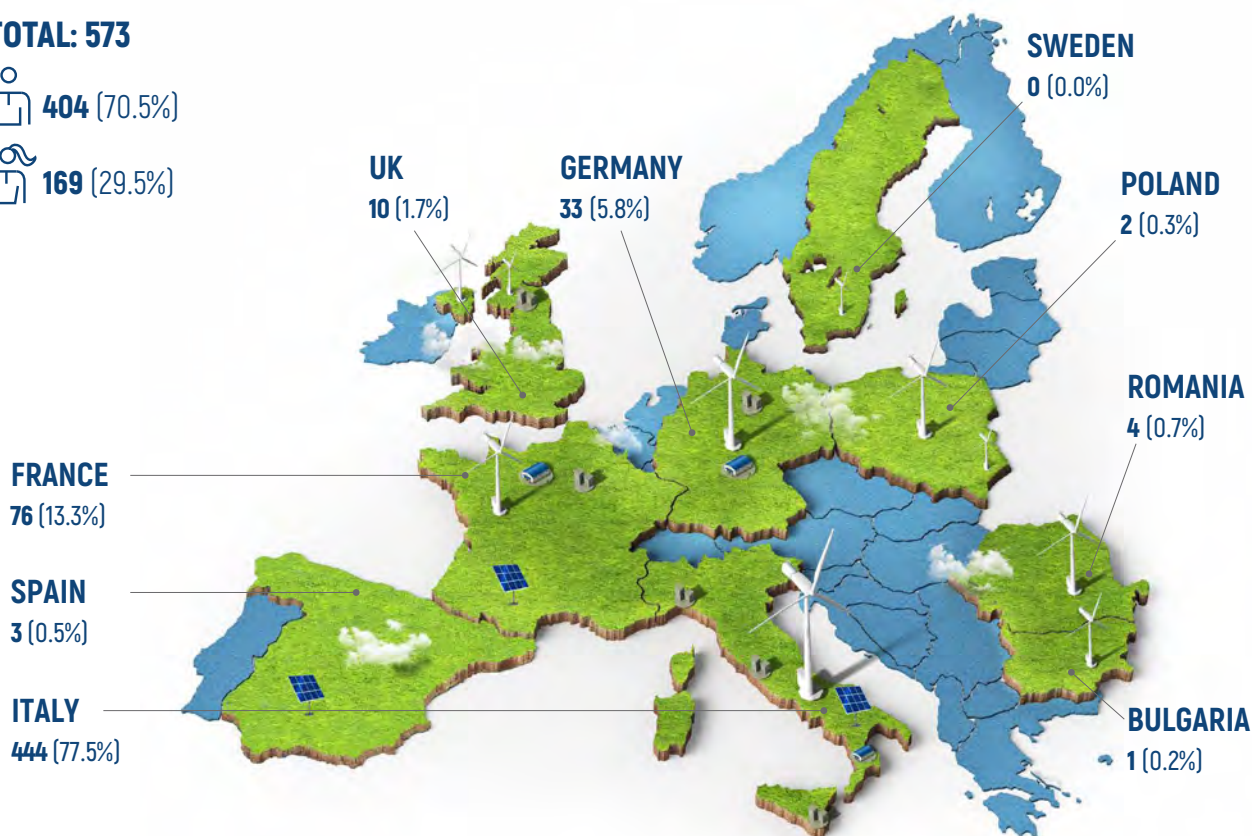 TOTAL: 573
404 (70.5%)
169 (29.5%)
SWEDEN
0 (0.0%)
UK
10 (1.7%)
GERMANY
33 (5.8%)
POLAND
2 (0.3%)
ROMANIA
4 (0.7%)
FRANCE
76 (13.3%)
SPAIN
3 (0.5%)
ITALY
444 (77.5%)
BULGARIA
1 (0.2%)